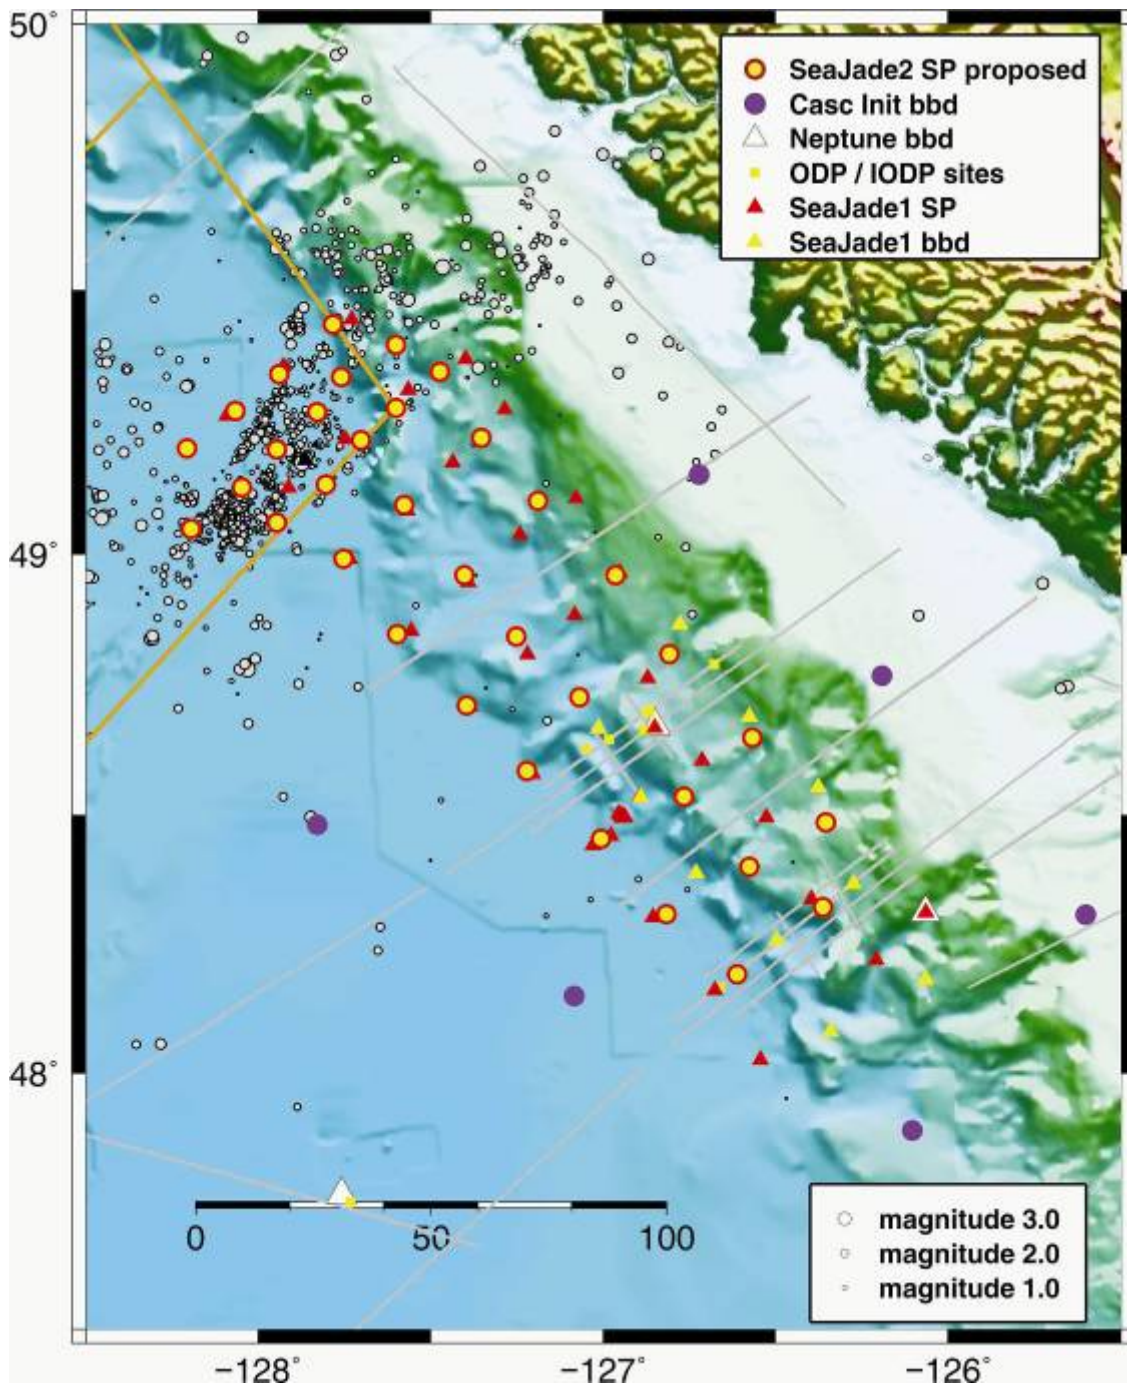 50°
SeaJade2 SP proposed
Casc Init bbd
Neptune bbd
ODP / IODP sites
SeaJade1 SP
SeaJade1 bbd
49°
48°
0 50 100
magnitude 3.0
magnitude 2.0
magnitude 1.0
−128° −127° −126°